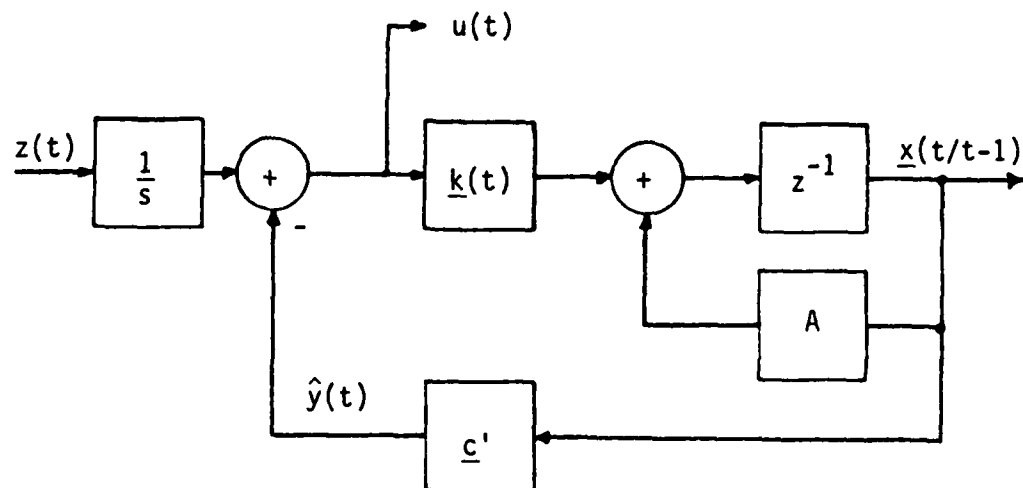 u(t)
z(t)
1
s
+
-
k(t)
+
z⁻¹
x(t/t-1)
A
ŷ(t)
c'